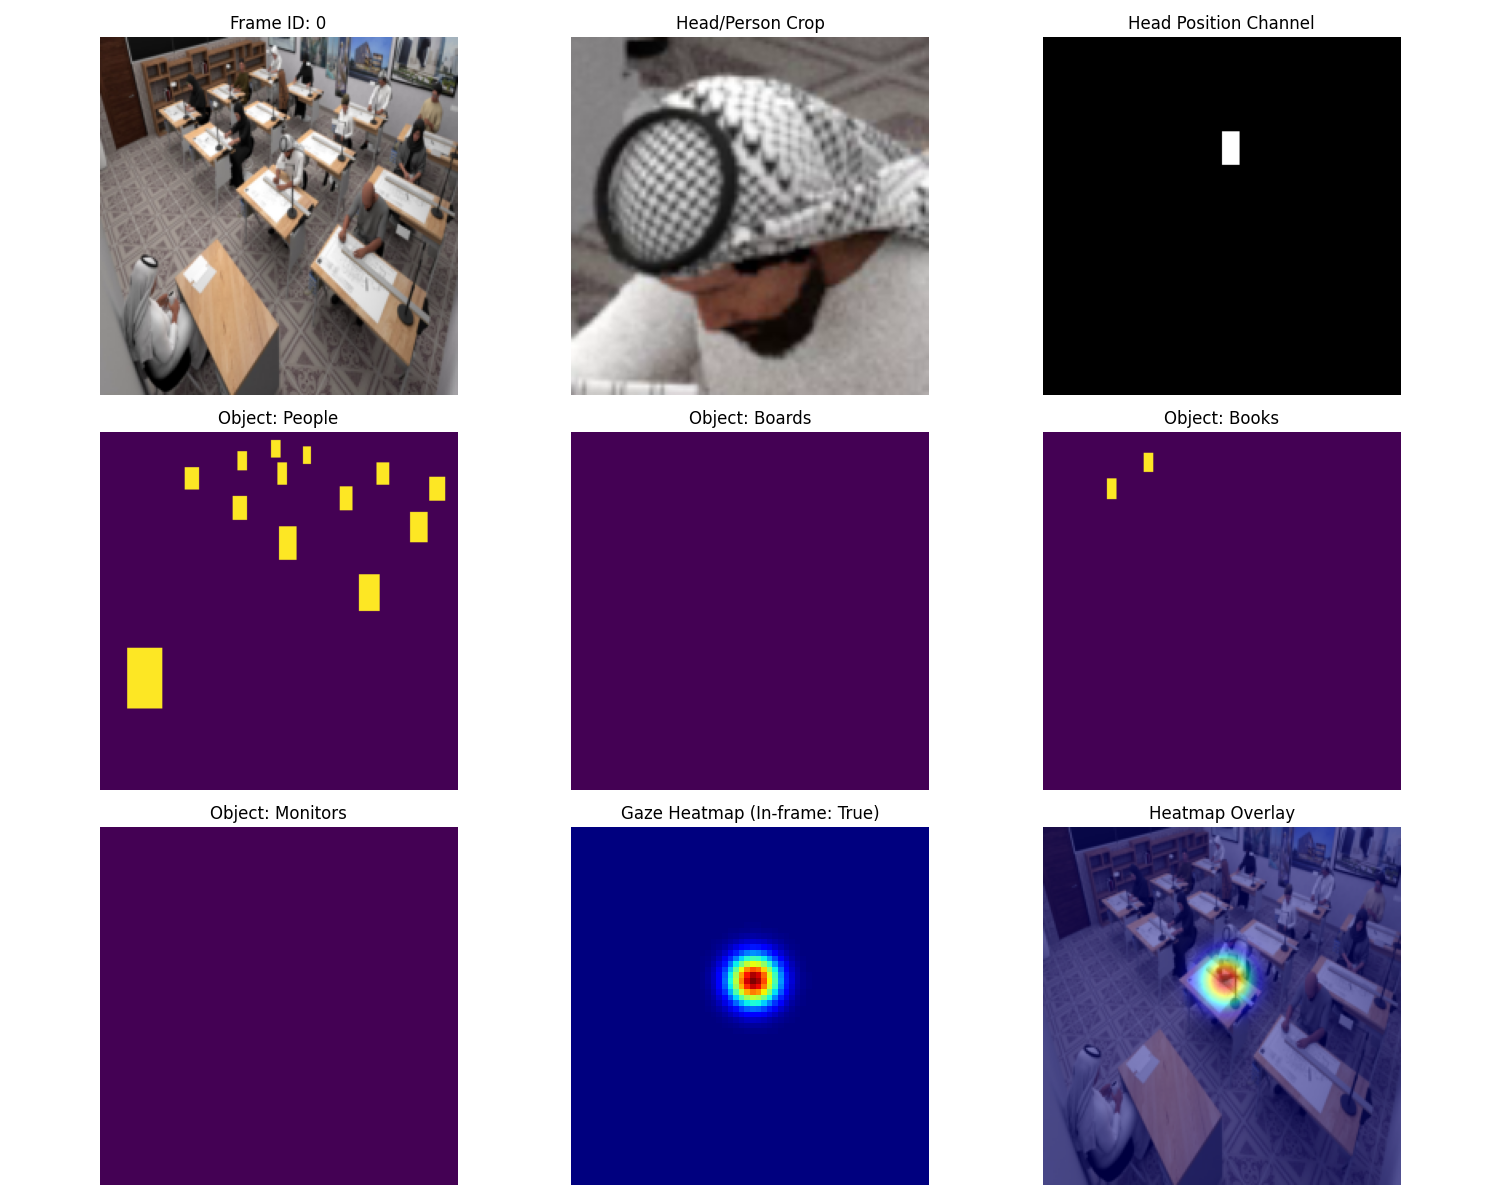 Frame ID: 0
Head/Person Crop
Head Position Channel
Object: People
Object: Boards
Object: Books
Object: Monitors
Gaze Heatmap (In-frame: True)
Heatmap Overlay